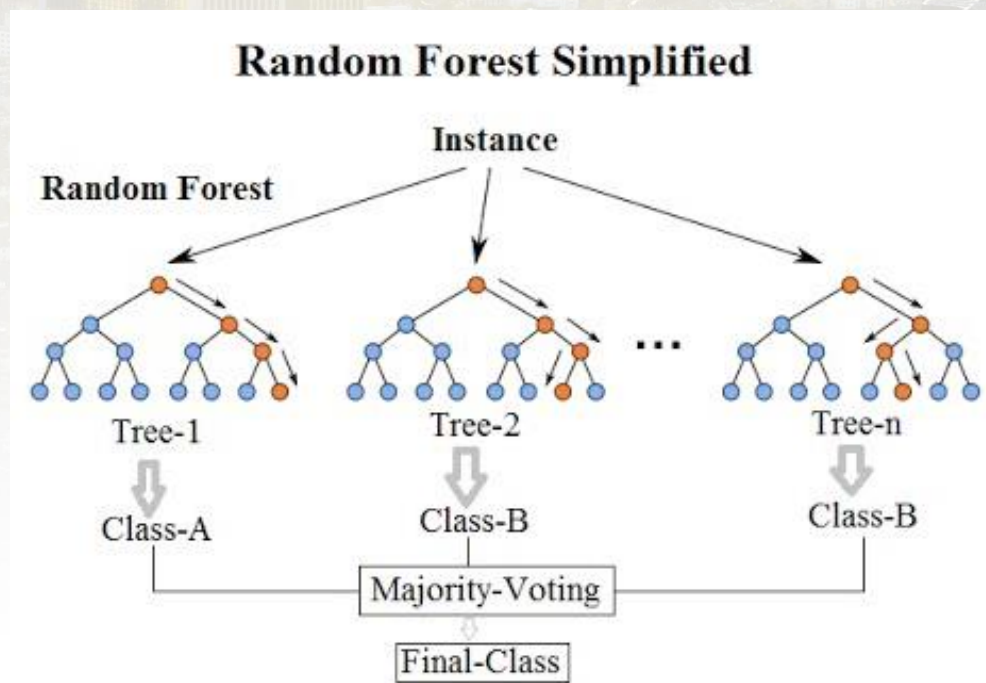 Random Forest Simplified
Instance
Random Forest
...
Tree-1 Tree-2 Tree-n
Class-A Class-B Class-B
Majority-Voting
Final-Class